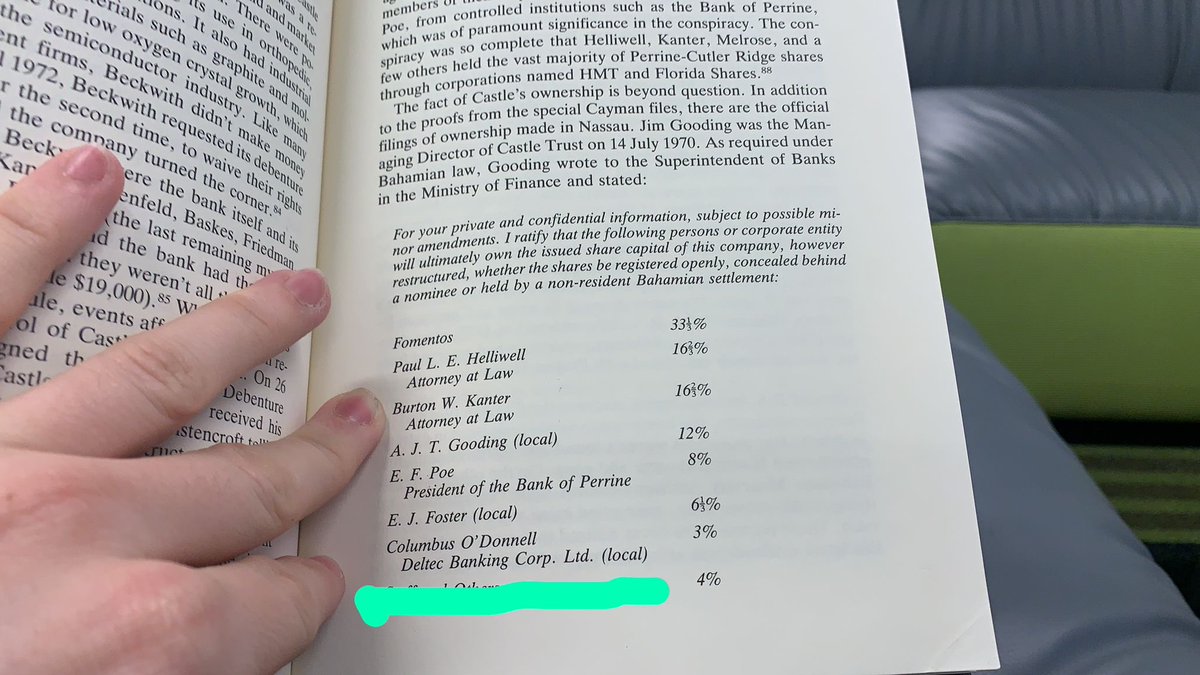 was a re-
and market
its use in orthopedic,
There were po-
ions. It also had industrial
erials such as graphite and mol-
for low oxygen crystal growth, which
the semiconductor industry. Like many
ent firms, Beckwith didn't make money
1972, Beckwith requested its debenture
r the second time, to waive their rights
the company turned the corner.84
ere the bank itself and its
enfeld, Baskes, Friedman
the last remaining
the bank had
they weren't all
$19,000).85
events
ol of
gned
On 26
Debenture
received his
members
Poe, from controlled institutions such as the Bank of Perrine,
which was of paramount significance in the conspiracy. The con-
spiracy was so complete that Helliwell, Kanter, Melrose, and a
few others held the vast majority of Perrine-Cutler Ridge shares
through corporations named HMT and Florida Shares.88
The fact of Castle's ownership is beyond question. In addition
to the proofs from the special Cayman files, there are the official
filings of ownership made in Nassau. Jim Gooding was the Man-
aging Director of Castle Trust on 14 July 1970. As required under
Bahamian law, Gooding wrote to the Superintendent of Banks
in the Ministry of Finance and stated:
For your private and confidential information, subject to possible mi-
nor amendments. I ratify that the following persons or corporate entity
will ultimately own the issued share capital of this company, however
restructured, whether the shares be registered openly, concealed behind
a nominee or held by a non-resident Bahamian settlement:
Fomentos 33⅓%
Paul L. E. Helliwell 16⅔%
Attorney at Law
Burton W. Kanter 16⅔%
Attorney at Law
A. J. T. Gooding (local) 12%
E. F. Poe 8%
President of the Bank of Perrine
E. J. Foster (local) 6⅓%
Columbus O'Donnell 3%
Deltec Banking Corp. Ltd. (local)
4%